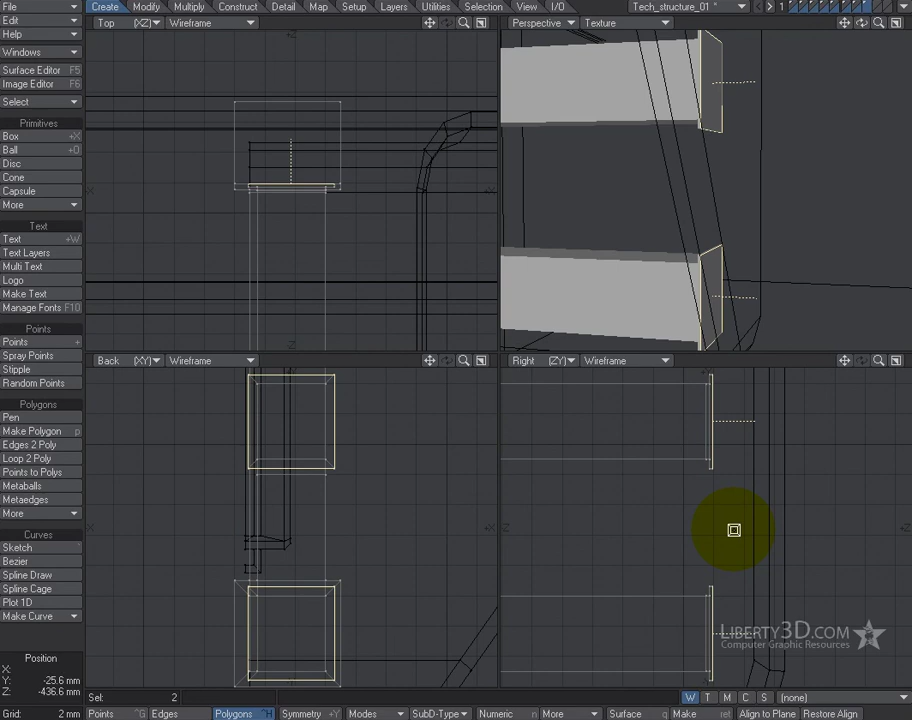 File Create Modify Multiply Construct Detail Map Setup Layers Utilities Selection View I/O Tech_structure_01 *
Edit
Help
Windows
Surface Editor F5
Image Editor F6
Select
Primitives
Box +X
Ball +O
Disc
Cone
Capsule
More
Text
Text +W
Text Layers
Multi Text
Logo
Make Text
Manage Fonts F10
Points
Points +
Spray Points
Stipple
Random Points
Polygons
Pen
Make Polygon p
Edges 2 Poly
Loop 2 Poly
Points to Polys
Metaballs
Metaedges
More
Curves
Sketch
Bezier
Spline Draw
Spline Cage
Plot 1D
Make Curve
Position
X:
Y: -25.6 mm
Z: -436.6 mm
Grid: 2 mm
Top (XZ) Wireframe
Perspective Texture
Back (XY) Wireframe
Right (ZY) Wireframe
LIBERTY3D.COM
Computer Graphic Resources
Sel: 2
W T M C S (none)
Points ^G Edges Polygons ^H Symmetry +Y Modes SubD-Type Numeric n More Surface q Make Align to Plane Restore Align